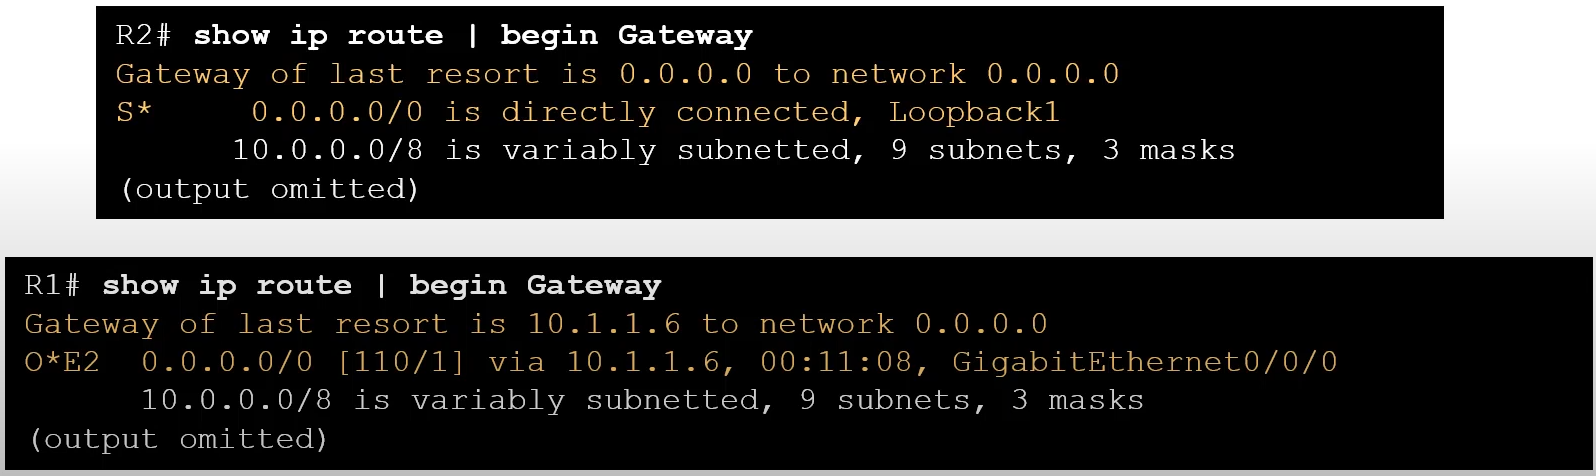 R2# show ip route | begin Gateway
Gateway of last resort is 0.0.0.0 to network 0.0.0.0
S*     0.0.0.0/0 is directly connected, Loopback1
      10.0.0.0/8 is variably subnetted, 9 subnets, 3 masks
(output omitted)
R1# show ip route | begin Gateway
Gateway of last resort is 10.1.1.6 to network 0.0.0.0
O*E2  0.0.0.0/0 [110/1] via 10.1.1.6, 00:11:08, GigabitEthernet0/0/0
      10.0.0.0/8 is variably subnetted, 9 subnets, 3 masks
(output omitted)